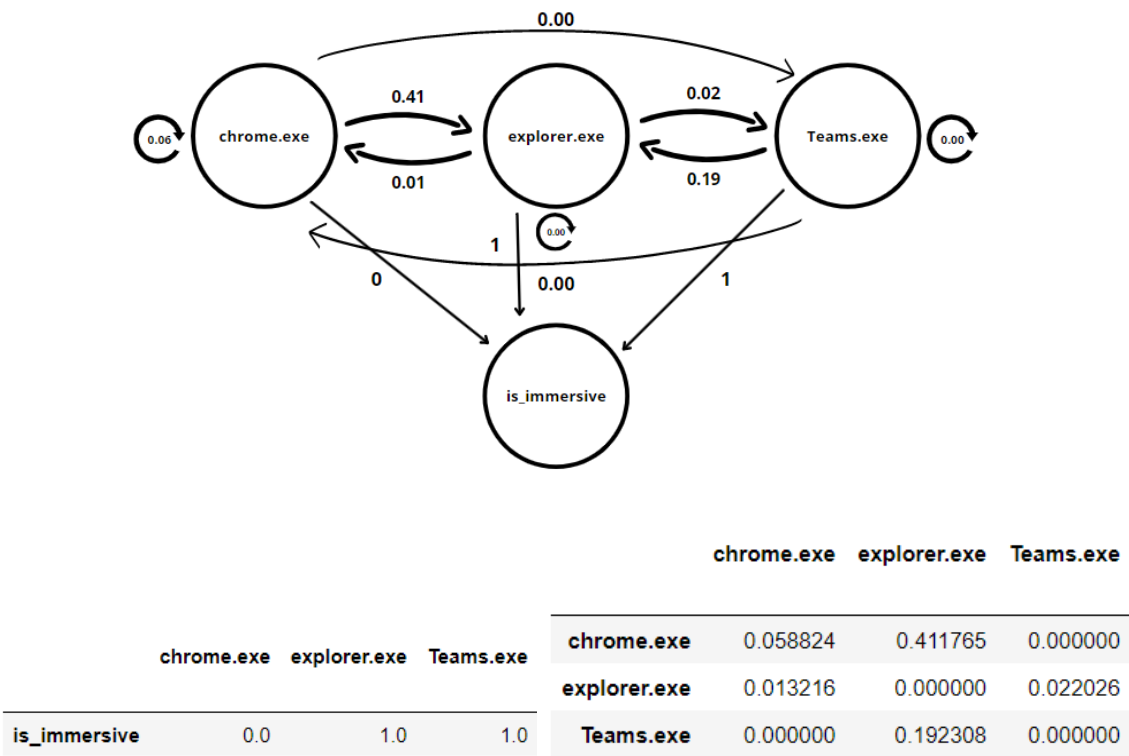 0.00
0.41
0.02
0.06
chrome.exe
explorer.exe
Teams.exe
0.00
0.01
0.19
0.00
1
0
0.00
1
is_immersive
chrome.exe explorer.exe Teams.exe
is_immersive 0.0 1.0 1.0
chrome.exe explorer.exe Teams.exe
chrome.exe 0.058824 0.411765 0.000000
explorer.exe 0.013216 0.000000 0.022026
Teams.exe 0.000000 0.192308 0.000000